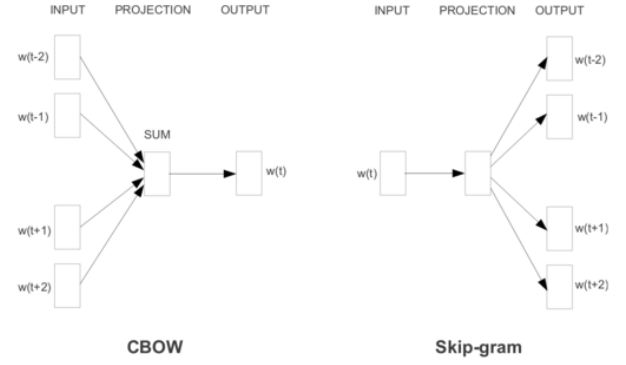 INPUT PROJECTION OUTPUT
w(t-2)
w(t-1)
SUM
w(t)
w(t+1)
w(t+2)
CBOW
INPUT PROJECTION OUTPUT
w(t-2)
w(t-1)
w(t)
w(t+1)
w(t+2)
Skip-gram